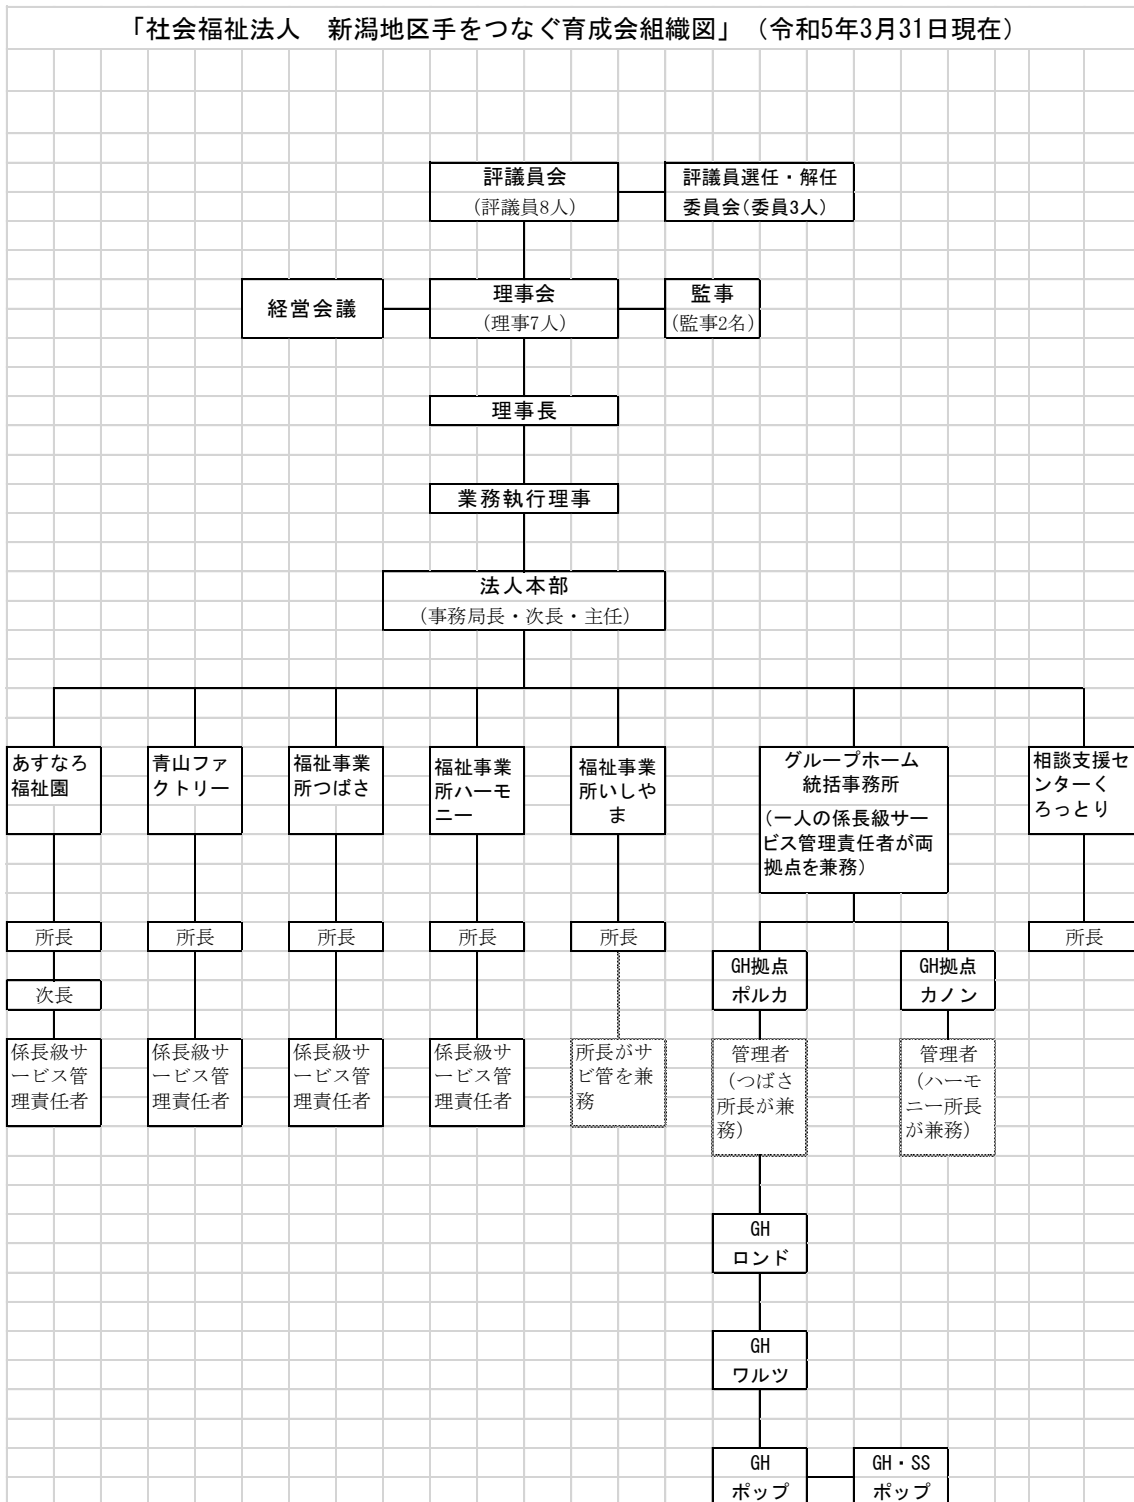 「社会福祉法人　新潟地区手をつなぐ育成会組織図」（令和5年3月31日現在）
評議員会
（評議員8人）
評議員選任・解任
委員会（委員3人）
経営会議
理事会
（理事7人）
監事
（監事2名）
理事長
業務執行理事
法人本部
（事務局長・次長・主任）
あすなろ
福祉園
青山ファ
クトリー
福祉事業
所つばさ
福祉事業
所ハーモ
ニー
福祉事業
所いしや
ま
グループホーム
統括事務所
（一人の係長級サー
ビス管理責任者が両
拠点を兼務）
相談支援セ
ンターく
ろっとり
所長
所長
所長
所長
所長
所長
次長
GH拠点
ポルカ
GH拠点
カノン
係長級サ
ービス管
理責任者
係長級サ
ービス管
理責任者
係長級サ
ービス管
理責任者
係長級サ
ービス管
理責任者
所長がサ
ビ管を兼
務
管理者
（つばさ
所長が兼
務）
管理者
（ハーモ
ニー所長
が兼務）
GH
ロンド
GH
ワルツ
GH
ポップ
GH・SS
ポップ